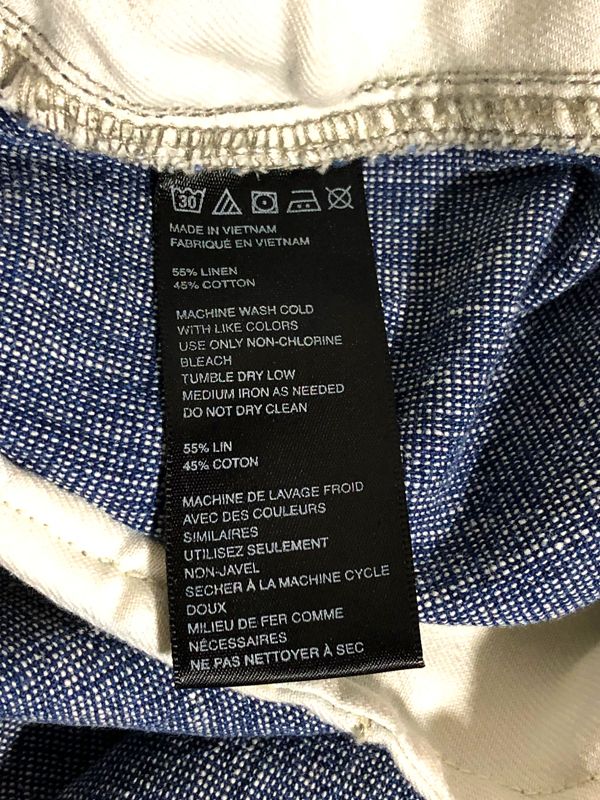 30
MADE IN VIETNAM
FABRIQUÉ EN VIETNAM
55% LINEN
45% COTTON
MACHINE WASH COLD
WITH LIKE COLORS
USE ONLY NON-CHLORINE
BLEACH
TUMBLE DRY LOW
MEDIUM IRON AS NEEDED
DO NOT DRY CLEAN
55% LIN
45% COTON
MACHINE DE LAVAGE FROID
AVEC DES COULEURS
SIMILAIRES
UTILISEZ SEULEMENT
NON-JAVEL
SECHER À LA MACHINE CYCLE
DOUX
MILIEU DE FER COMME
NÉCESSAIRES
NE PAS NETTOYER À SEC